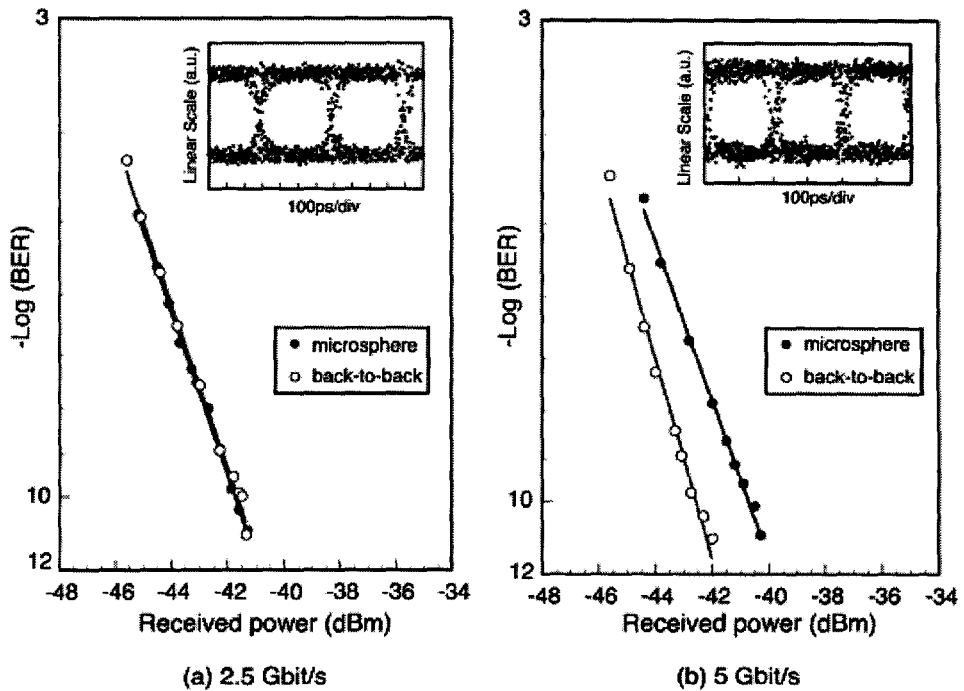 3
Linear Scale (a.u.)
100ps/div
-Log (BER)
microsphere
back-to-back
10
12
-48 -46 -44 -42 -40 -38 -36 -34
Received power (dBm)
(a) 2.5 Gbit/s
3
Linear Scale (a.u.)
100ps/div
-Log (BER)
microsphere
back-to-back
10
12
-48 -46 -44 -42 -40 -38 -36 -34
Received power (dBm)
(b) 5 Gbit/s